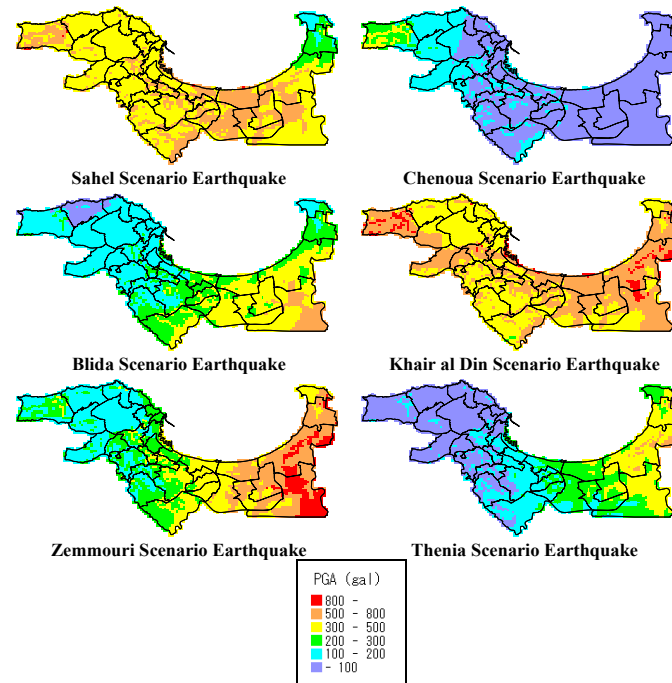 Sahel Scenario Earthquake
Chenoua Scenario Earthquake
Blida Scenario Earthquake
Khair al Din Scenario Earthquake
Zemmouri Scenario Earthquake
Thenia Scenario Earthquake
PGA (gal)
800 -
500 - 800
300 - 500
200 - 300
100 - 200
- 100